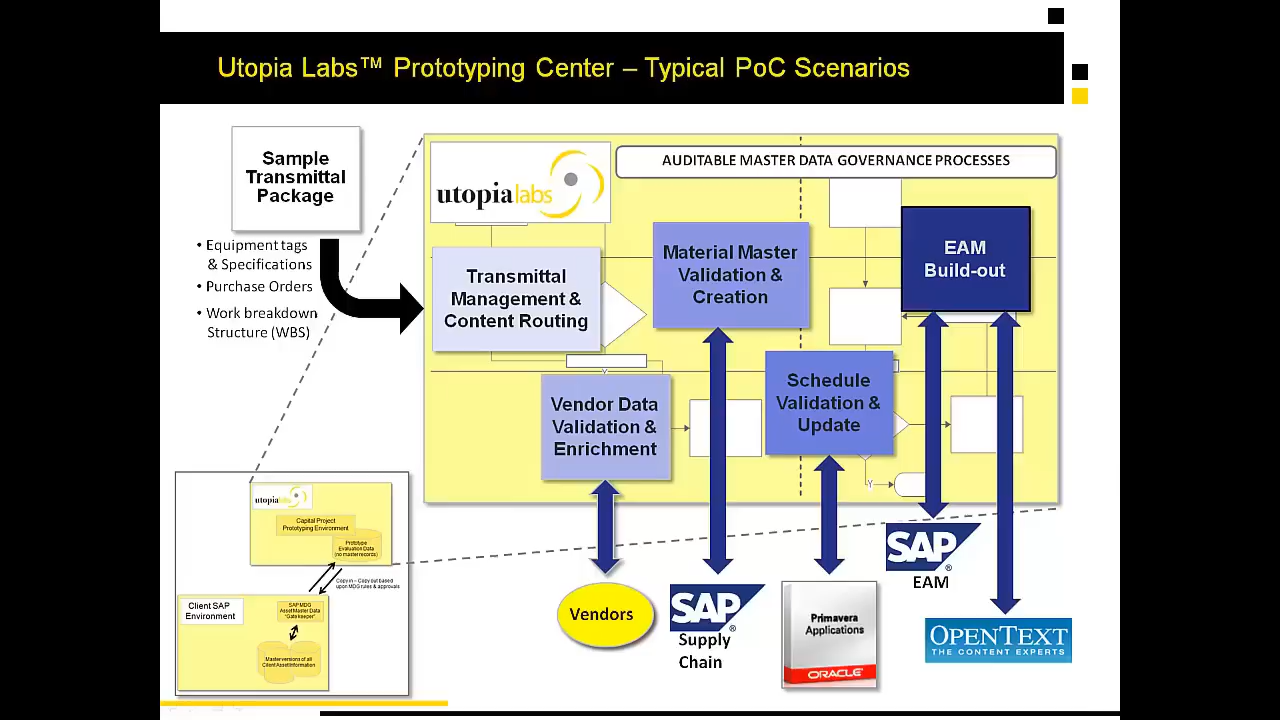 Utopia Labs™ Prototyping Center – Typical PoC Scenarios
Sample
Transmittal
Package
• Equipment tags
& Specifications
• Purchase Orders
• Work breakdown
Structure (WBS)
utopialabs
AUDITABLE MASTER DATA GOVERNANCE PROCESSES
Transmittal
Management &
Content Routing
Material Master
Validation &
Creation
EAM
Build-out
Vendor Data
Validation &
Enrichment
Schedule
Validation &
Update
Y
Y
Vendors
SAP®
Supply
Chain
Primavera
Applications
ORACLE®
SAP®
EAM
OPENTEXT
THE CONTENT EXPERTS
utopialabs
Capital Project
Prototyping Environment
Prototype
Evaluation Data
(no master records)
Copy in – Copy out based
upon MDG rules & approvals
Client SAP
Environment
SAP MDG
Asset Master Data
"Gatekeeper"
Master versions of all
Client Asset Information